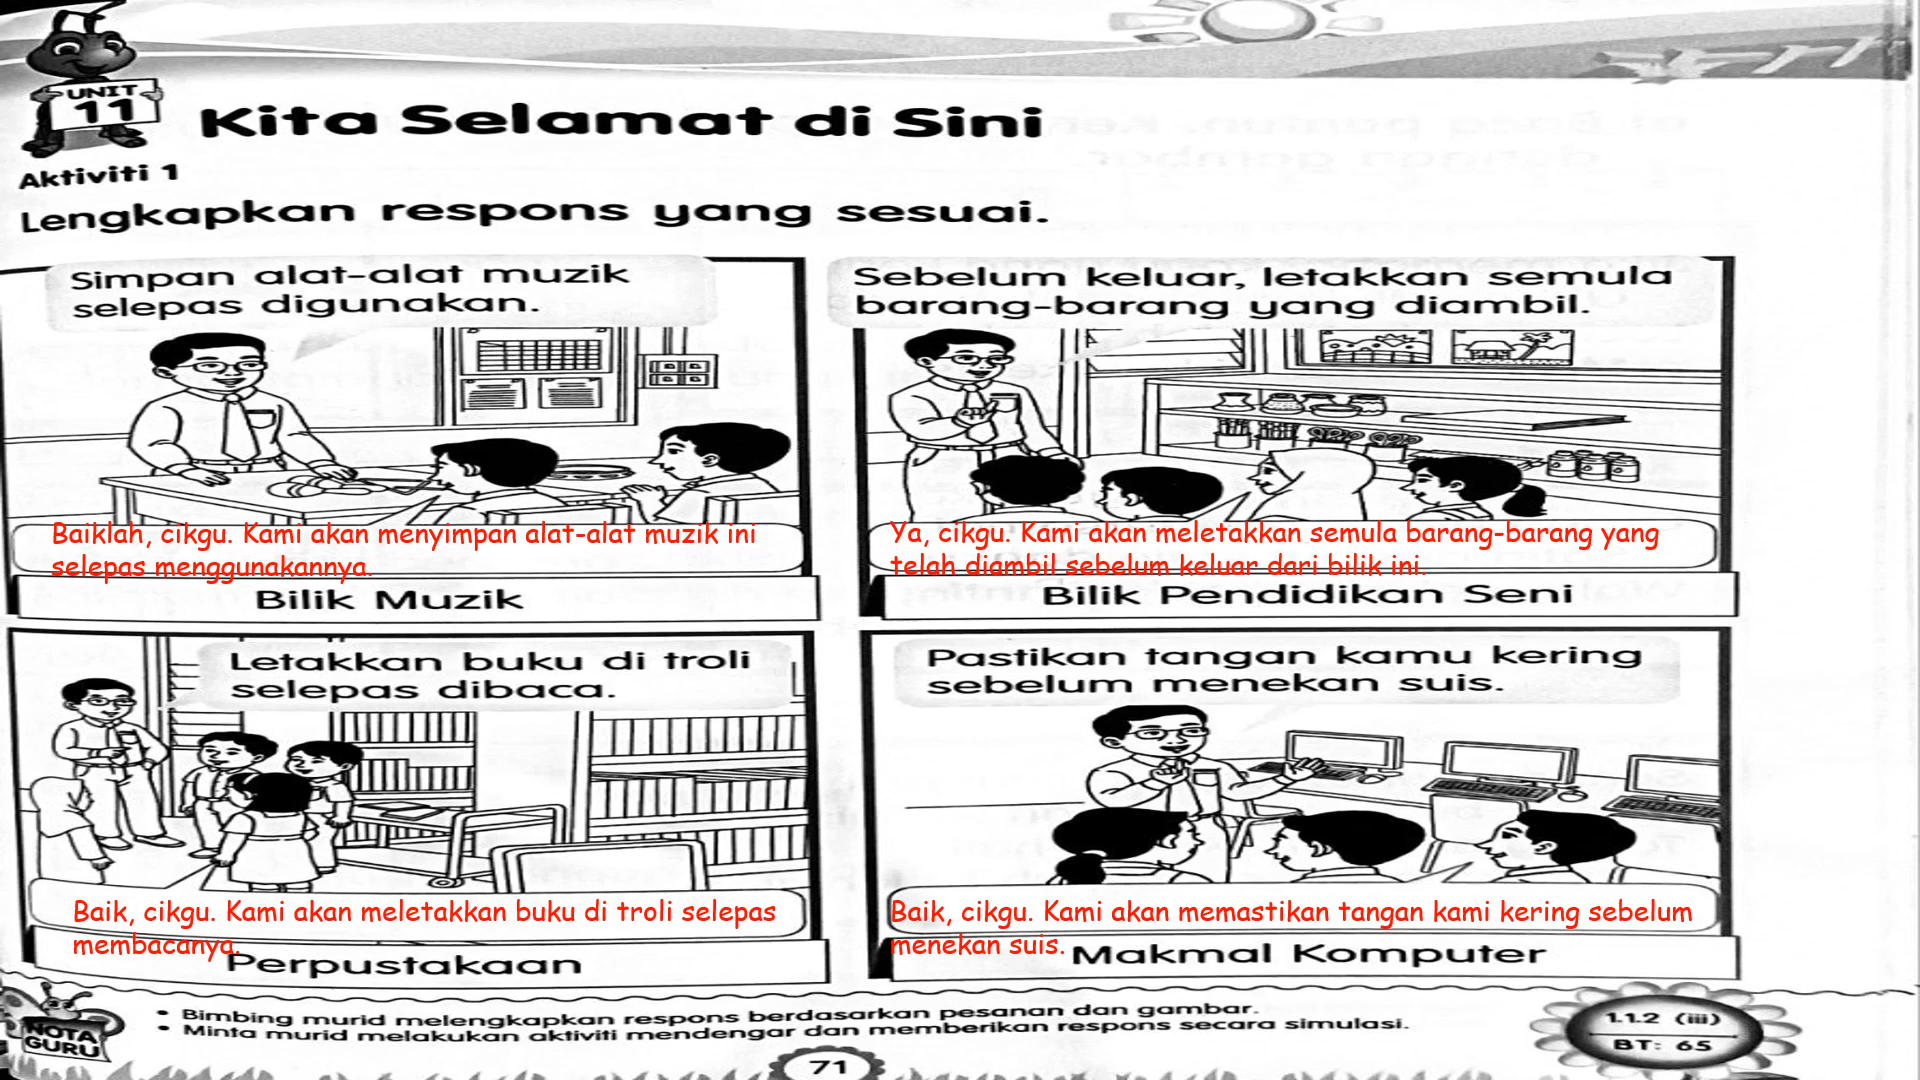 UNIT
11
Kita Selamat di Sini
Aktiviti 1
Lengkapkan respons yang sesuai.
Simpan alat-alat muzik
selepas digunakan.
Baiklah, cikgu. Kami akan menyimpan alat-alat muzik ini
selepas menggunakannya.
Bilik Muzik
Sebelum keluar, letakkan semula
barang-barang yang diambil.
Ya, cikgu. Kami akan meletakkan semula barang-barang yang
telah diambil sebelum keluar dari bilik ini.
Bilik Pendidikan Seni
Letakkan buku di troli
selepas dibaca.
Baik, cikgu. Kami akan meletakkan buku di troli selepas
membacanya.
Perpustakaan
Pastikan tangan kamu kering
sebelum menekan suis.
Baik, cikgu. Kami akan memastikan tangan kami kering sebelum
menekan suis.
Makmal Komputer
NOTA
GURU
• Bimbing murid melengkapkan respons berdasarkan pesanan dan gambar.
• Minta murid melakukan aktiviti mendengar dan memberikan respons secara simulasi.
71
1.1.2 (iii)
BT: 65